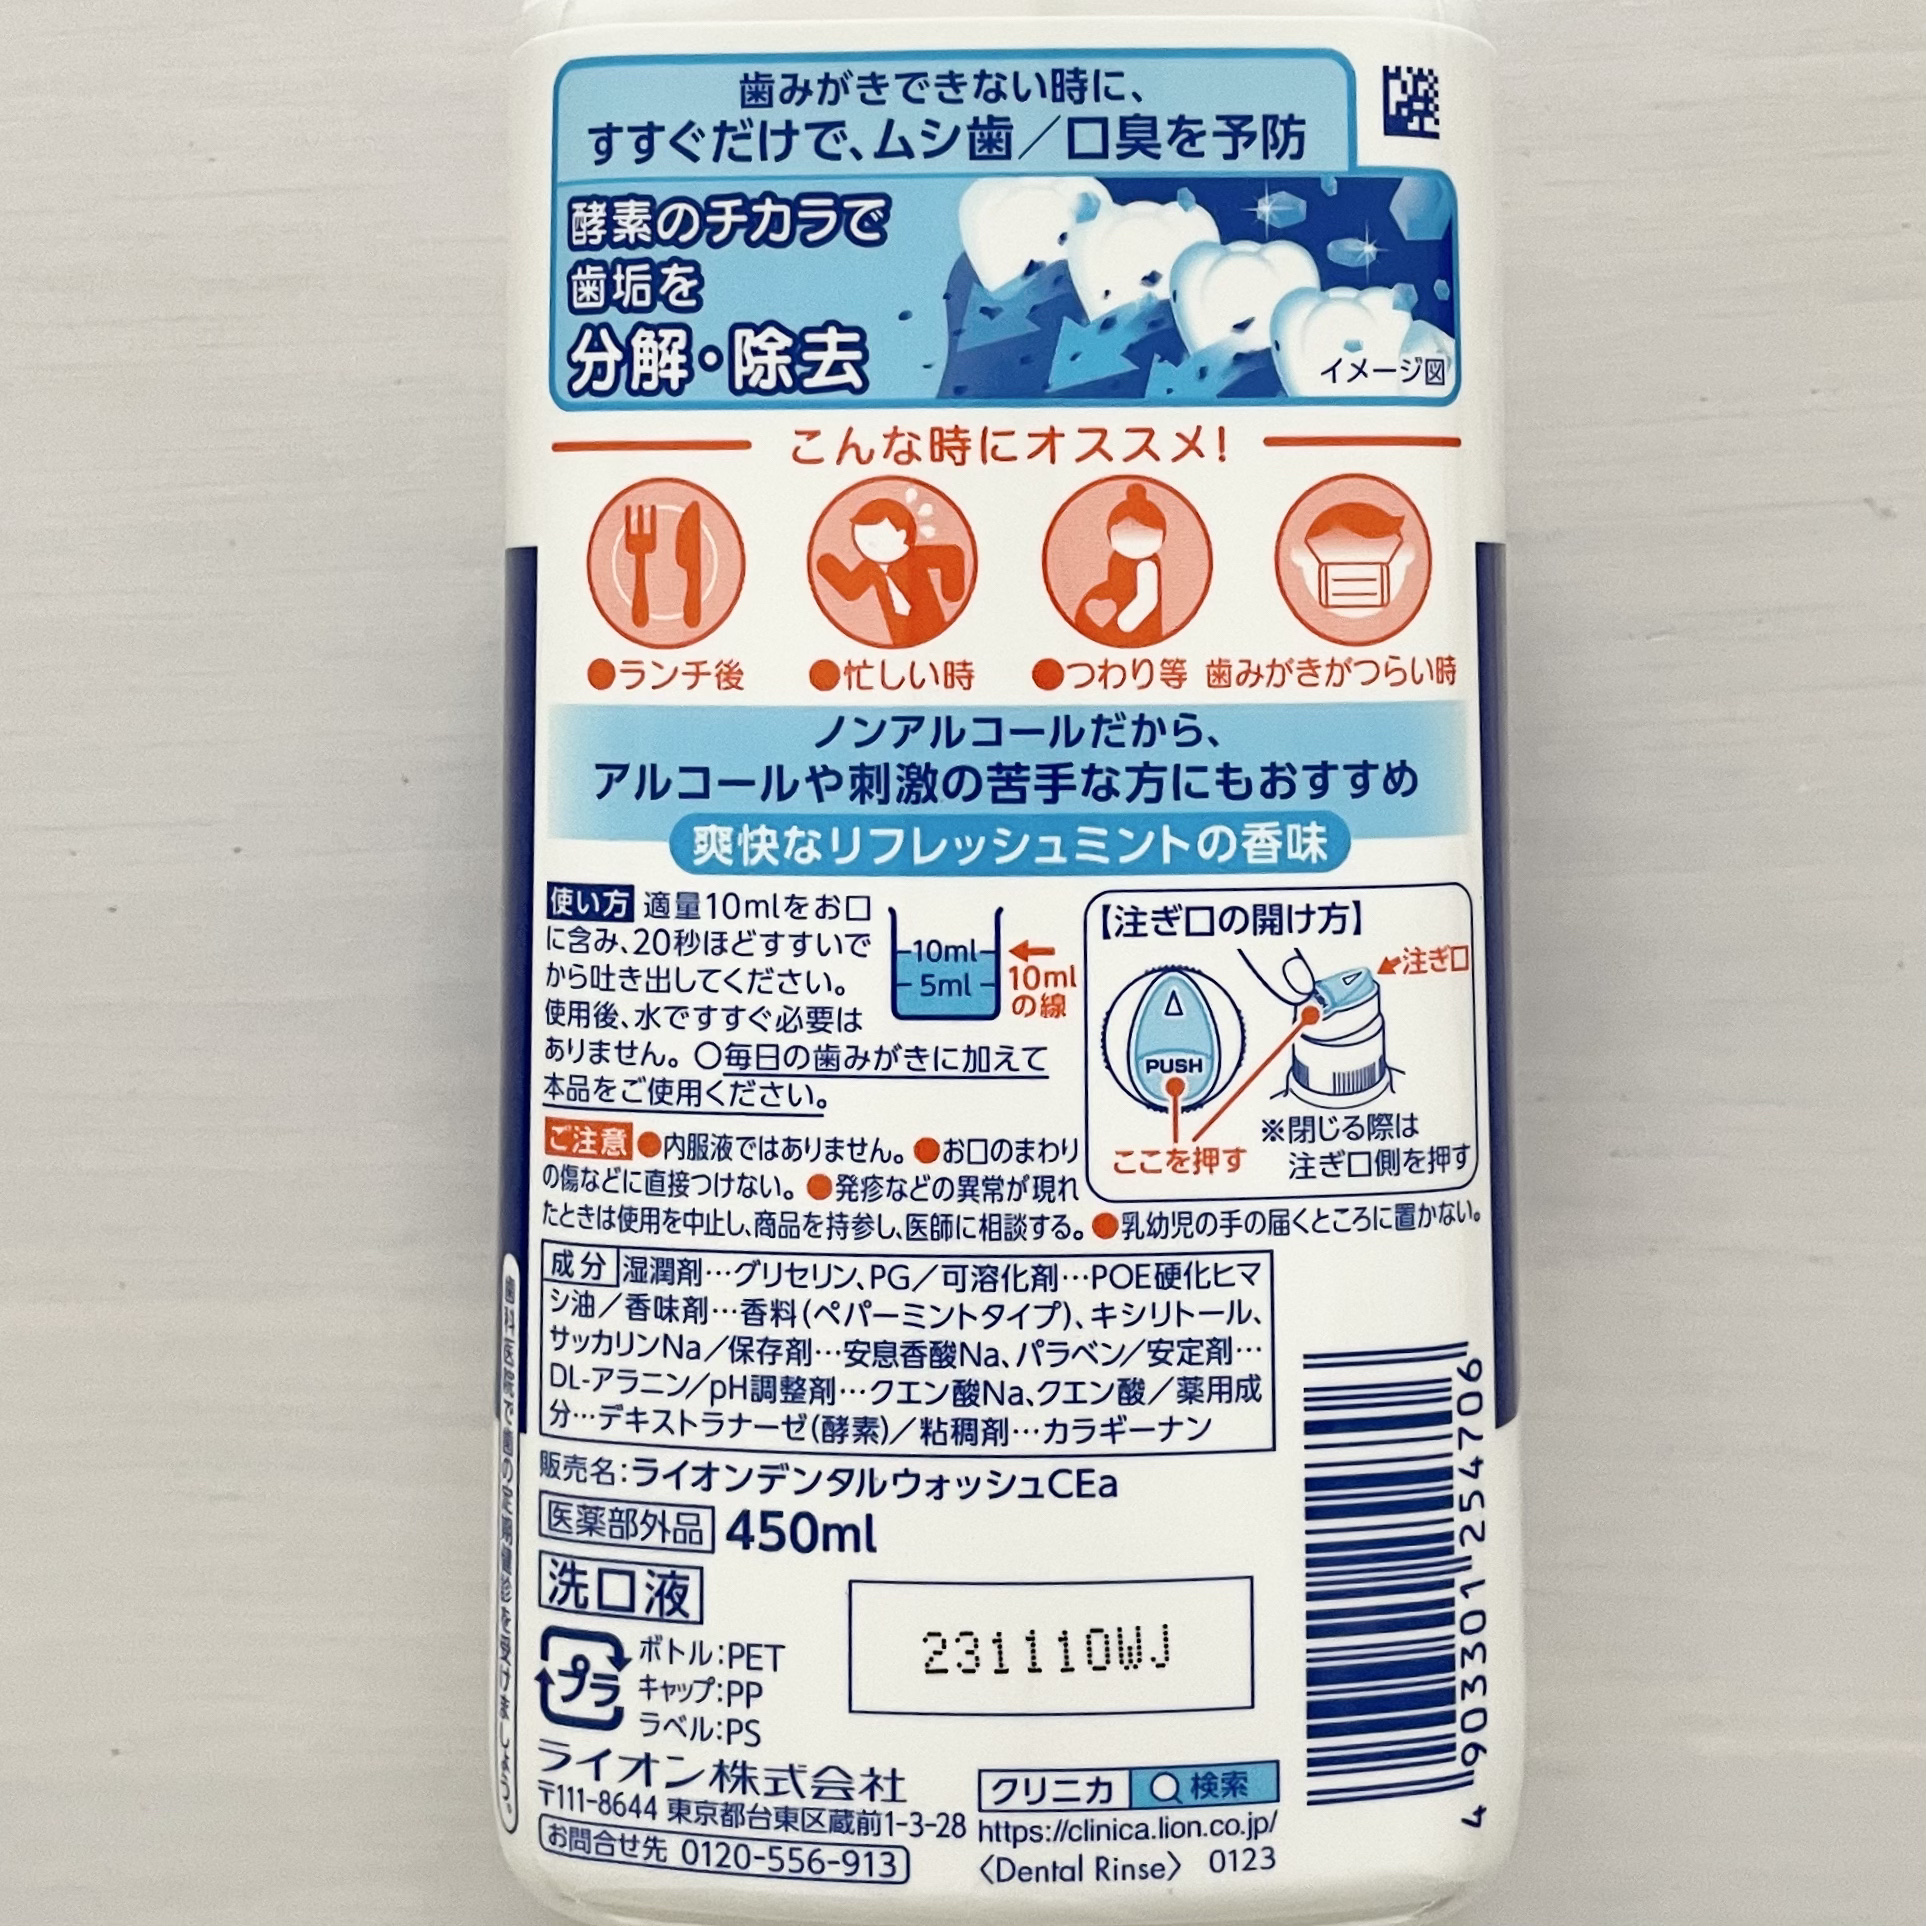 歯みがきできない時に、
すすぐだけで、ムシ歯／口臭を予防
酵素のチカラで
歯垢を
分解・除去
イメージ図
こんな時にオススメ!
●ランチ後
●忙しい時
●つわり等 歯みがきがつらい時
ノンアルコールだから、
アルコールや刺激の苦手な方にもおすすめ
爽快なリフレッシュミントの香味
使い方 適量10mlをお口
に含み、20秒ほどすすいで
から吐き出してください。
使用後、水ですすぐ必要は
ありません。○毎日の歯みがきに加えて
本品をご使用ください。
10ml
5ml
10ml
の線
【注ぎ口の開け方】
注ぎ口
PUSH
ここを押す
※閉じる際は
注ぎ口側を押す
ご注意 ●内服液ではありません。●お口のまわり
の傷などに直接つけない。●発疹などの異常が現れ
たときは使用を中止し、商品を持参し、医師に相談する。●乳幼児の手の届くところに置かない。
成分 湿潤剤…グリセリン、PG／可溶化剤…POE硬化ヒマ
シ油／香味剤…香料(ペパーミントタイプ)、キシリトール、
サッカリンNa／保存剤…安息香酸Na、パラベン／安定剤…
DL-アラニン／pH調整剤…クエン酸Na、クエン酸／薬用成
分…デキストラナーゼ(酵素)／粘稠剤…カラギーナン
販売名:ライオンデンタルウォッシュCEa
医薬部外品 450ml
洗口液
231110WJ
プラ
ボトル:PET
キャップ:PP
ラベル:PS
ライオン株式会社
〒111-8644 東京都台東区蔵前1-3-28
お問合せ先 0120-556-913
クリニカ 検索
https://clinica.lion.co.jp/
〈Dental Rinse〉 0123
4 903301 254706
歯科医院で歯の定期健診を受けましょう。